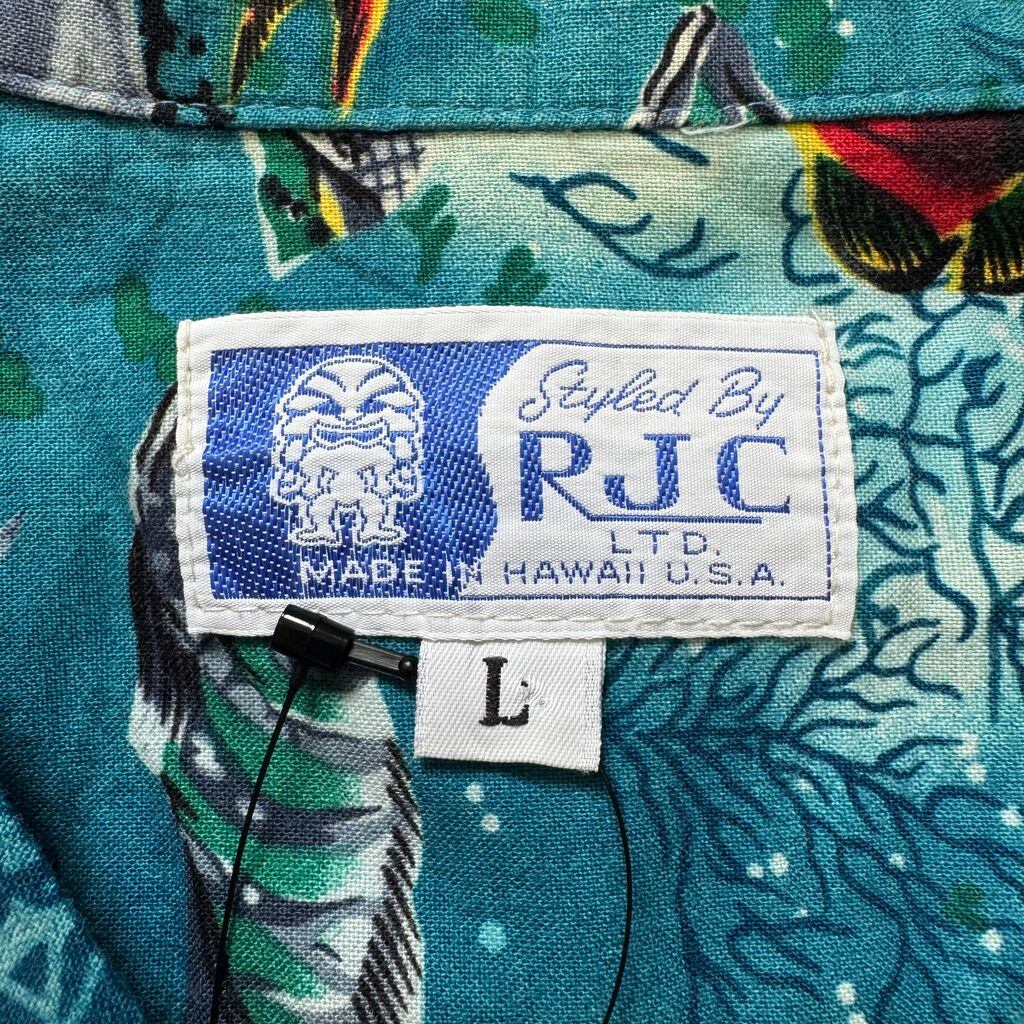 Styled By
RJC
LTD.
MADE IN HAWAII U.S.A.
L